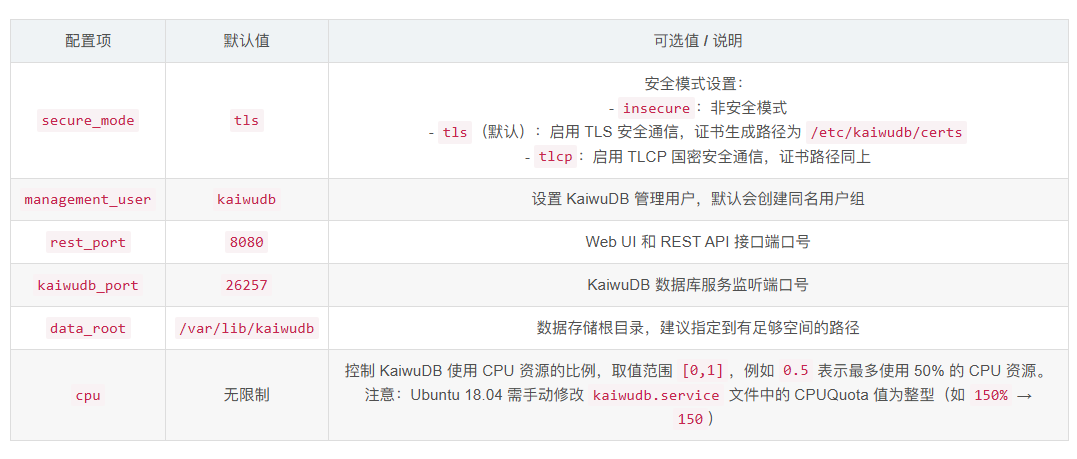 配置项 默认值 可选值 / 说明
安全模式设置:
- insecure: 非安全模式
secure_mode tls - tls（默认）: 启用 TLS 安全通信，证书生成路径为 /etc/kaiwudb/certs
- tlcp: 启用 TLCP 国密安全通信，证书路径同上
management_user kaiwudb 设置 KaiwuDB 管理用户，默认会创建同名用户组
rest_port 8080 Web UI 和 REST API 接口端口号
kaiwudb_port 26257 KaiwuDB 数据库服务监听端口号
data_root /var/lib/kaiwudb 数据存储根目录，建议指定到有足够空间的路径
控制 KaiwuDB 使用 CPU 资源的比例，取值范围 [0,1]，例如 0.5 表示最多使用 50% 的 CPU 资源。
cpu 无限制 注意：Ubuntu 18.04 需手动修改 kaiwudb.service 文件中的 CPUQuota 值为整型（如 150% →
150）